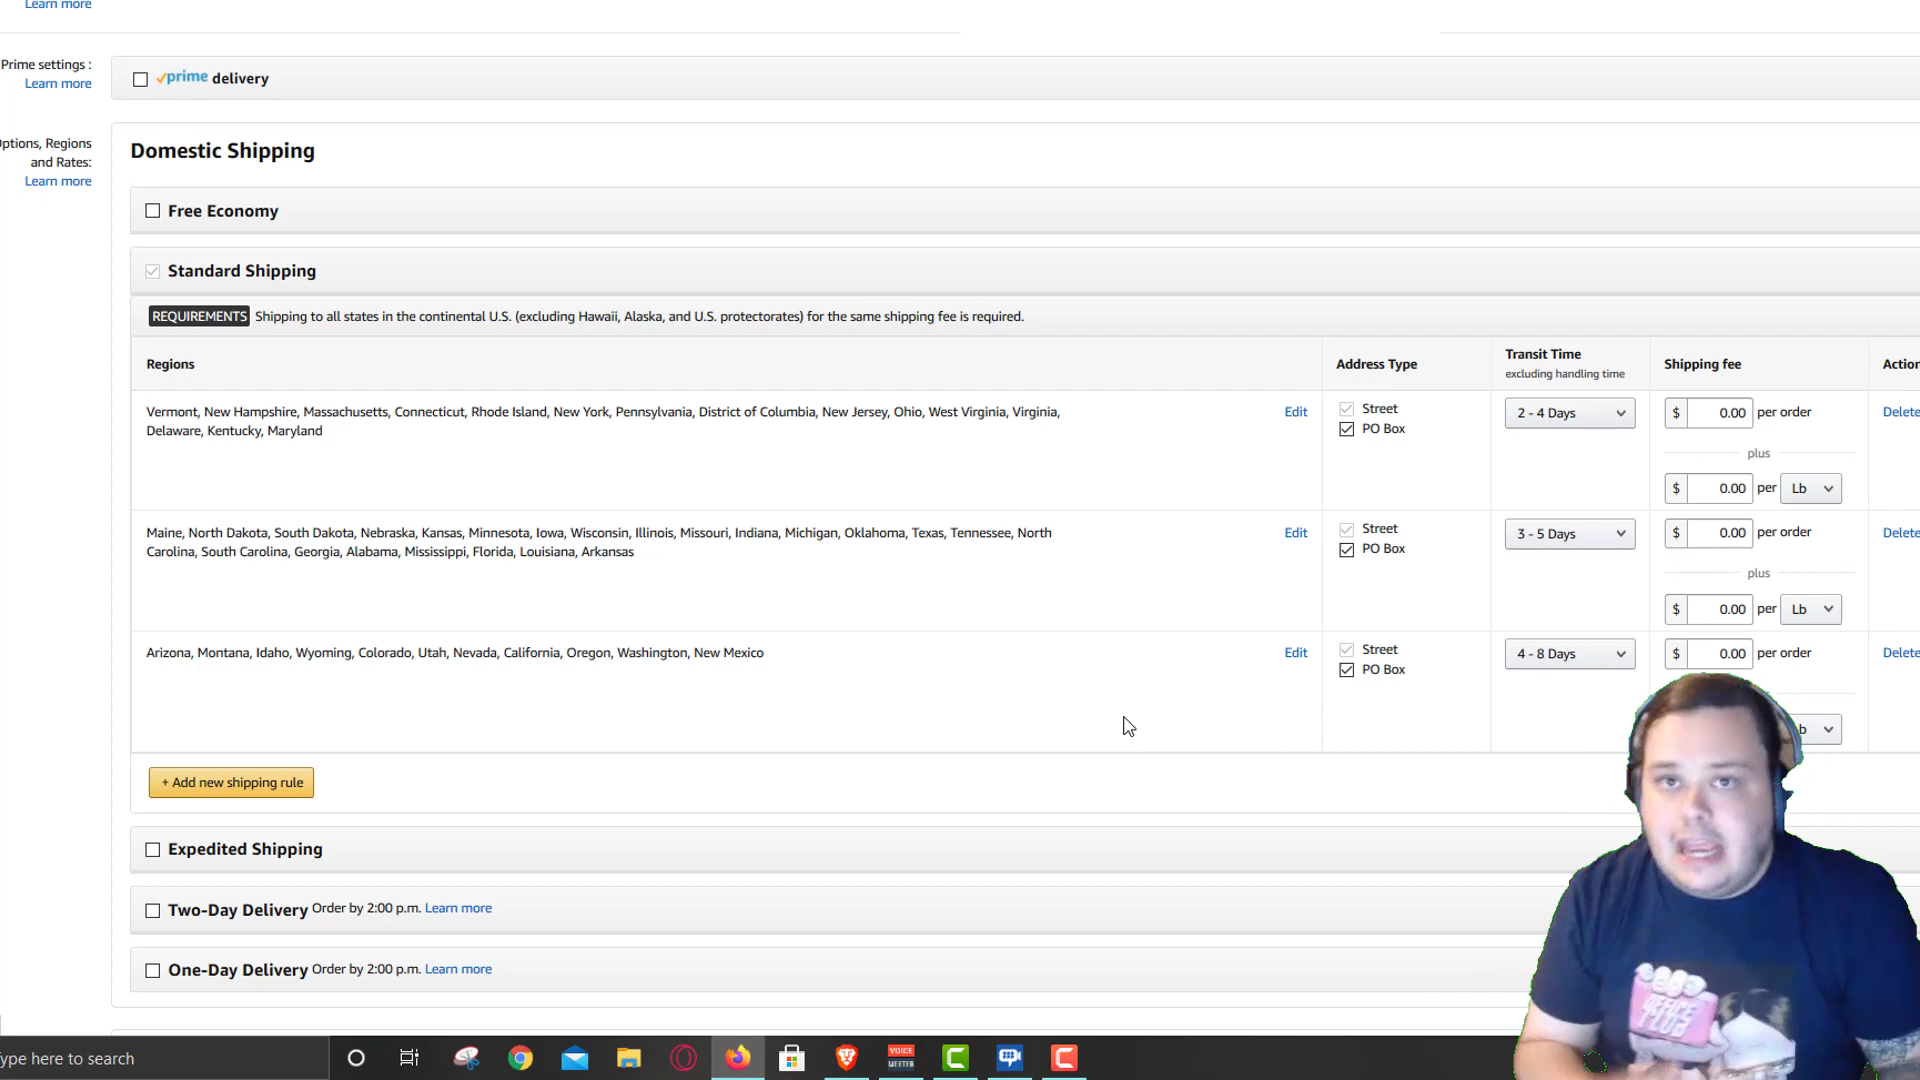 Learn more
Prime settings :
Learn more
prime delivery
ptions, Regions
and Rates:
Learn more
Domestic Shipping
Free Economy
Standard Shipping
REQUIREMENTS Shipping to all states in the continental U.S. (excluding Hawaii, Alaska, and U.S. protectorates) for the same shipping fee is required.
Regions
Address Type
Transit Time
excluding handling time
Shipping fee
Action
Vermont, New Hampshire, Massachusetts, Connecticut, Rhode Island, New York, Pennsylvania, District of Columbia, New Jersey, Ohio, West Virginia, Virginia,
Delaware, Kentucky, Maryland
Edit
Street
PO Box
2 - 4 Days
$ 0.00 per order
plus
$ 0.00 per Lb
Delete
Maine, North Dakota, South Dakota, Nebraska, Kansas, Minnesota, Iowa, Wisconsin, Illinois, Missouri, Indiana, Michigan, Oklahoma, Texas, Tennessee, North
Carolina, South Carolina, Georgia, Alabama, Mississippi, Florida, Louisiana, Arkansas
Edit
Street
PO Box
3 - 5 Days
$ 0.00 per order
plus
$ 0.00 per Lb
Delete
Arizona, Montana, Idaho, Wyoming, Colorado, Utah, Nevada, California, Oregon, Washington, New Mexico
Edit
Street
PO Box
4 - 8 Days
$ 0.00 per order
b
Delete
+ Add new shipping rule
Expedited Shipping
Two-Day Delivery Order by 2:00 p.m. Learn more
One-Day Delivery Order by 2:00 p.m. Learn more
ype here to search
VOICE
MEETER